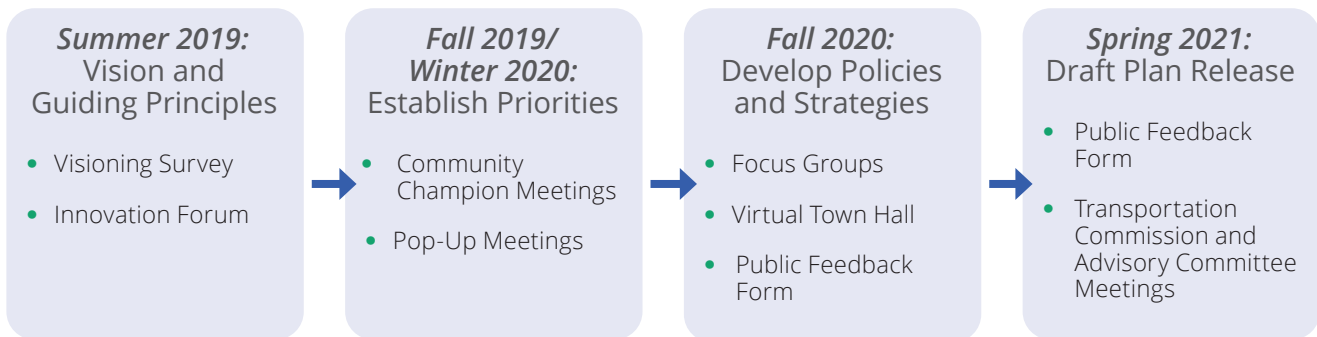 Summer 2019:
Vision and
Guiding Principles
• Visioning Survey
• Innovation Forum
Fall 2019/
Winter 2020:
Establish Priorities
• Community
Champion Meetings
• Pop-Up Meetings
Fall 2020:
Develop Policies
and Strategies
• Focus Groups
• Virtual Town Hall
• Public Feedback
Form
Spring 2021:
Draft Plan Release
• Public Feedback
Form
• Transportation
Commission and
Advisory Committee
Meetings